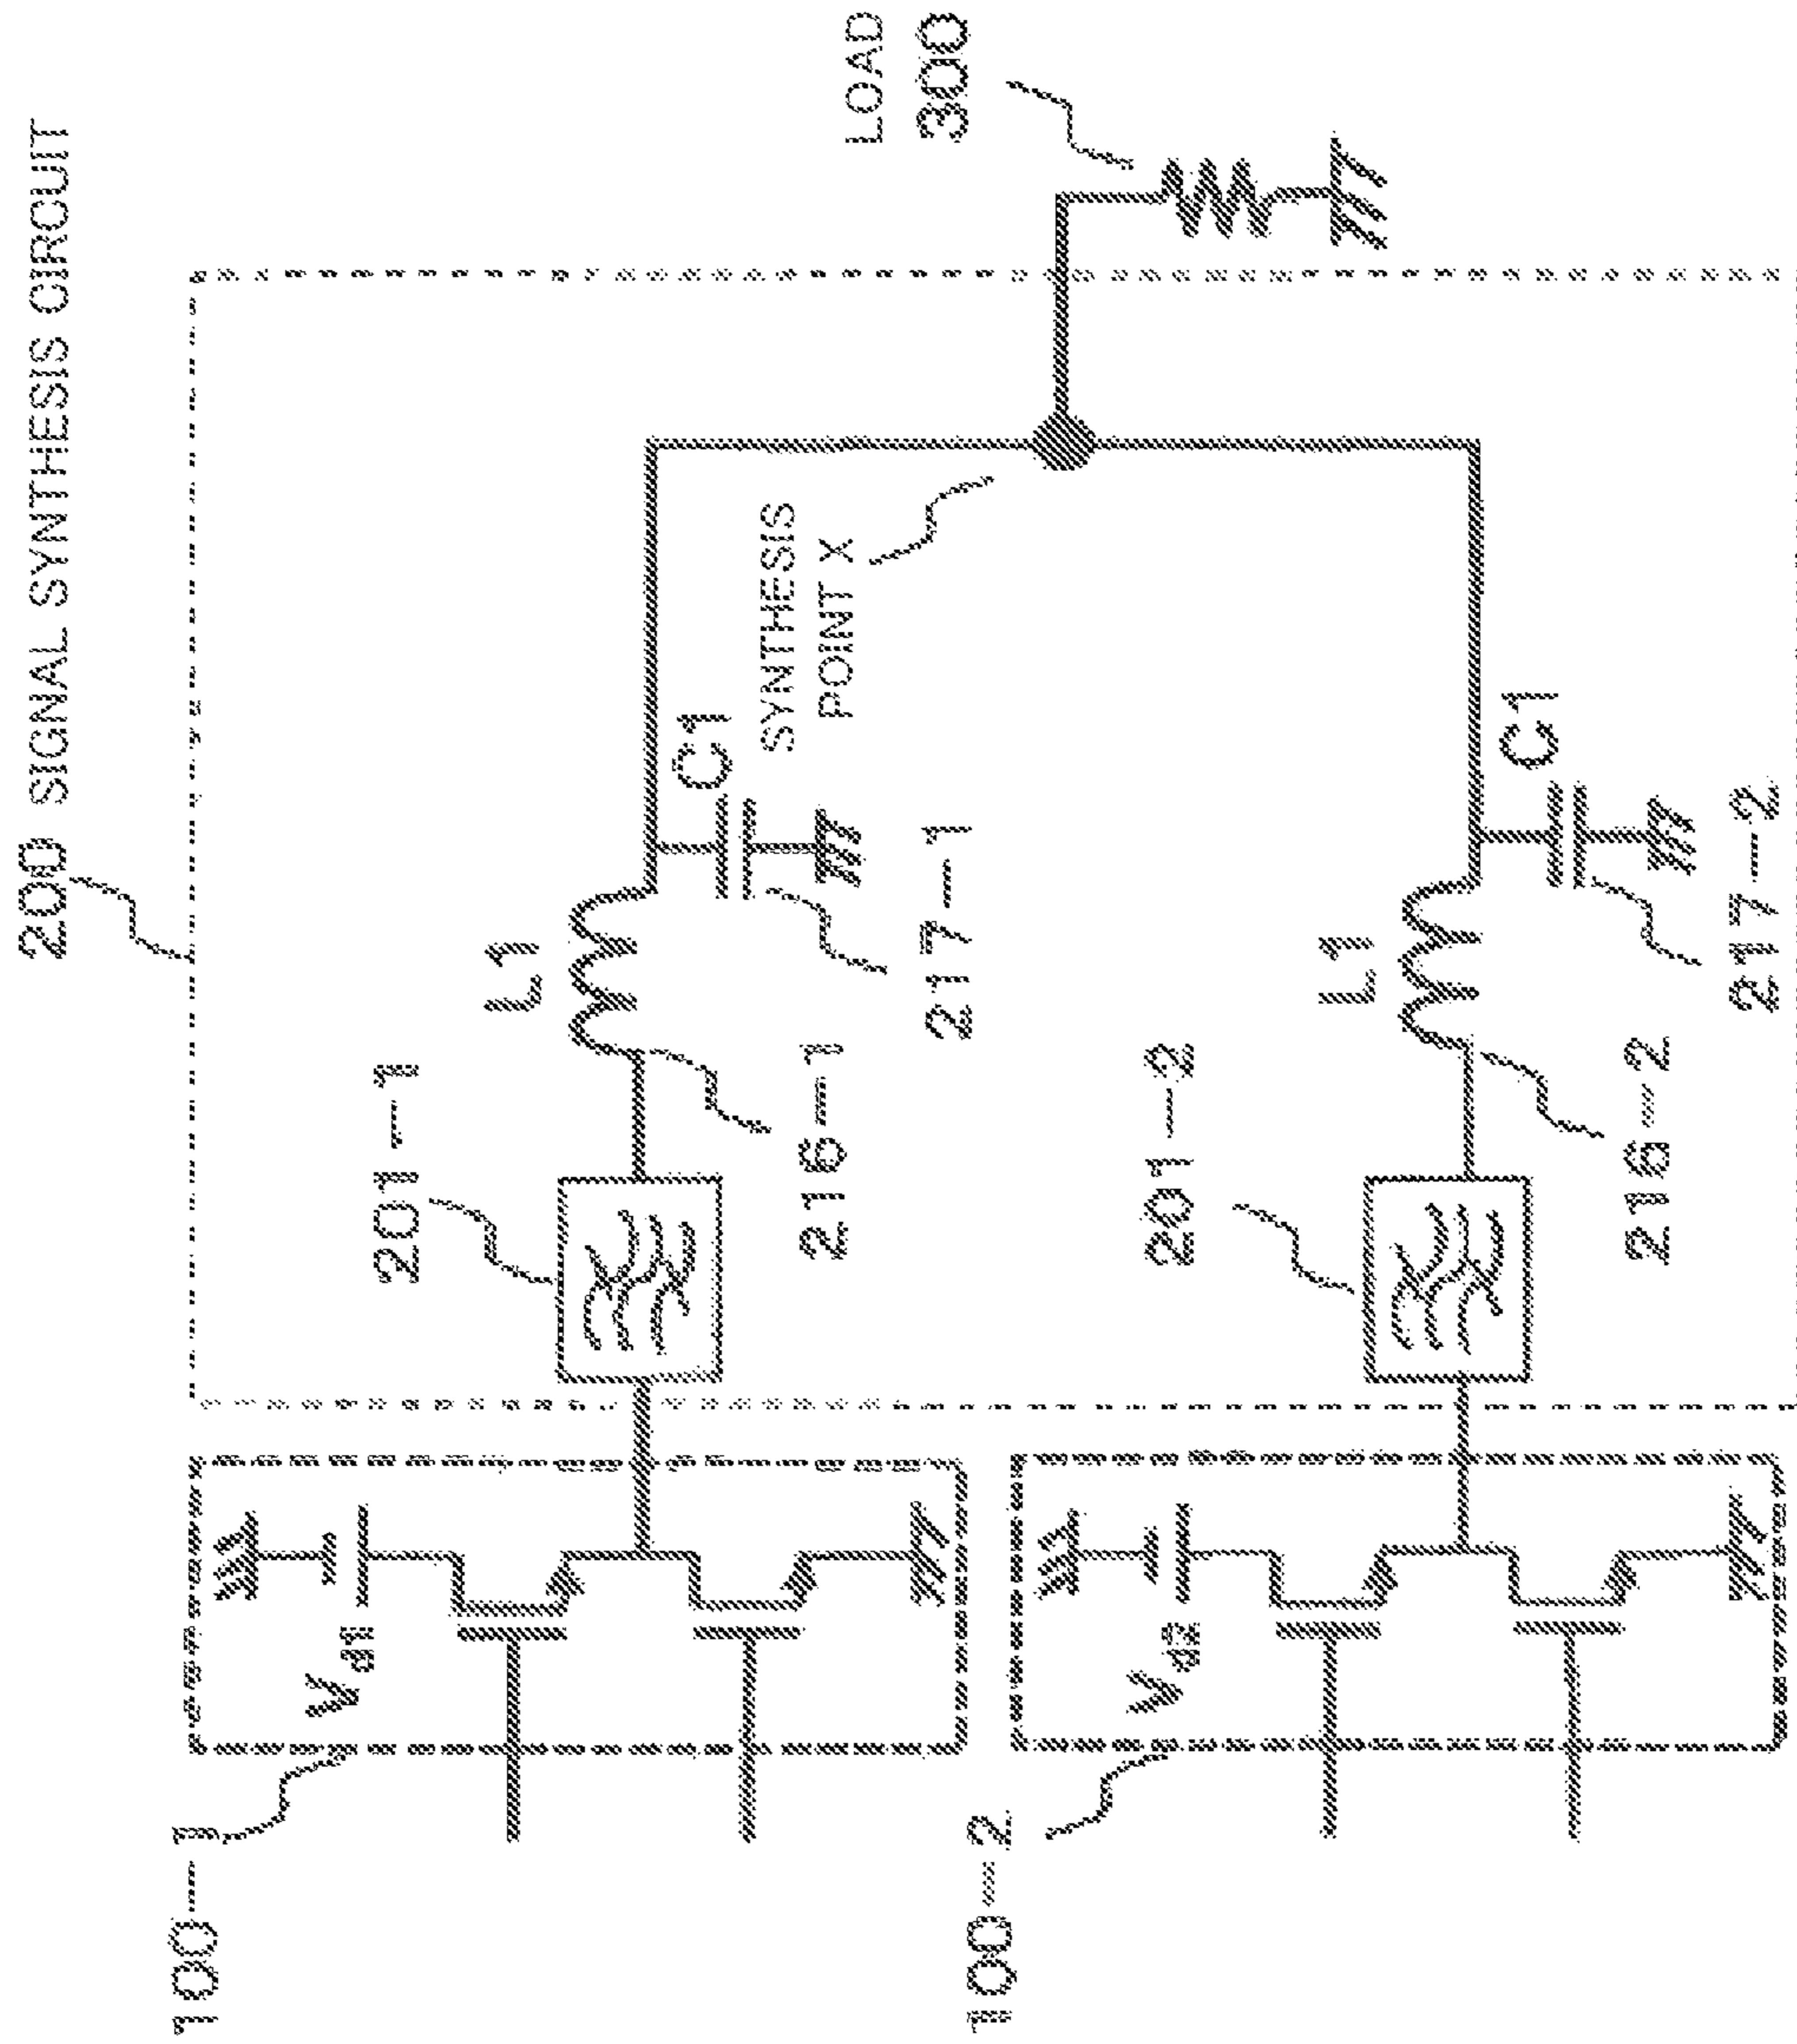 200 SIGNAL SYNTHESIS CIRCUIT
LOAD
300
SYNTHESIS
POINT X
201-1
L1
C1
216-1
217-1
201-2
L1
C1
216-2
217-2
100-1
Vd1
100-2
Vd2